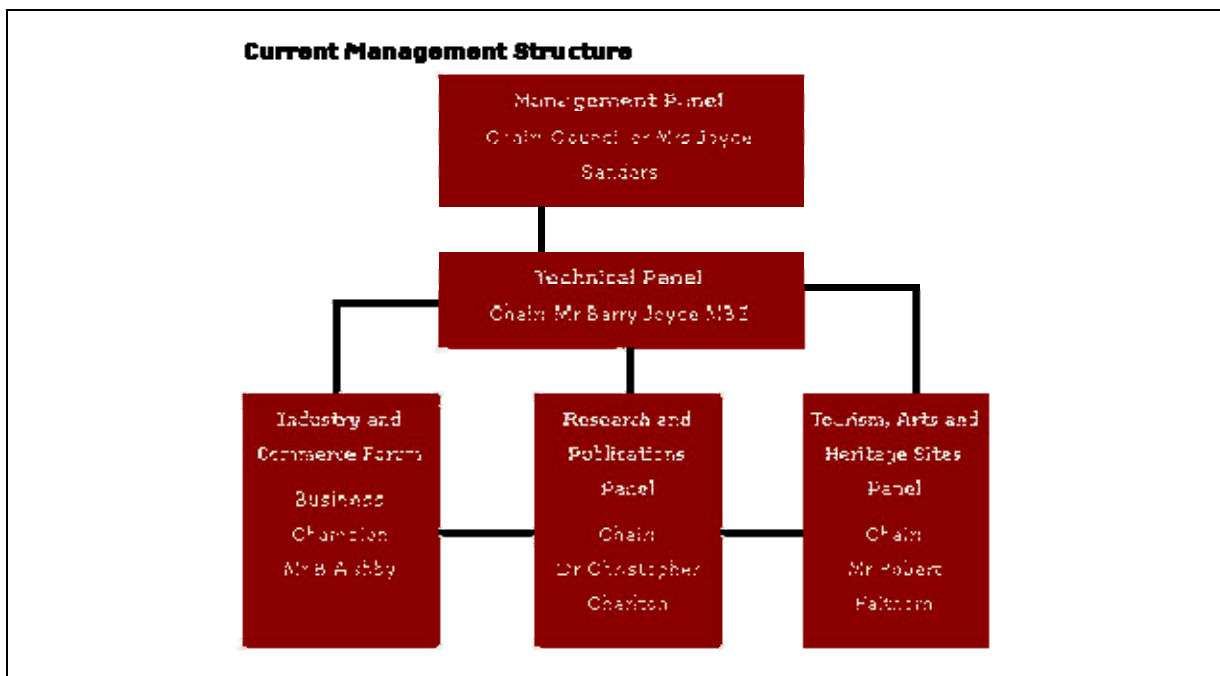 Current Management Structure
Management Panel
Chair: Councillor Mrs Joyce
Sanders
Technical Panel
Chair Mr Barry Joyce MBE
Industry and
Commerce Forum
Business
Champion
Mr B Ashby
Research and
Publications
Panel
Chair
Dr Christopher
Charlton
Tourism, Arts and
Heritage Sites
Panel
Chair
Mr Robert